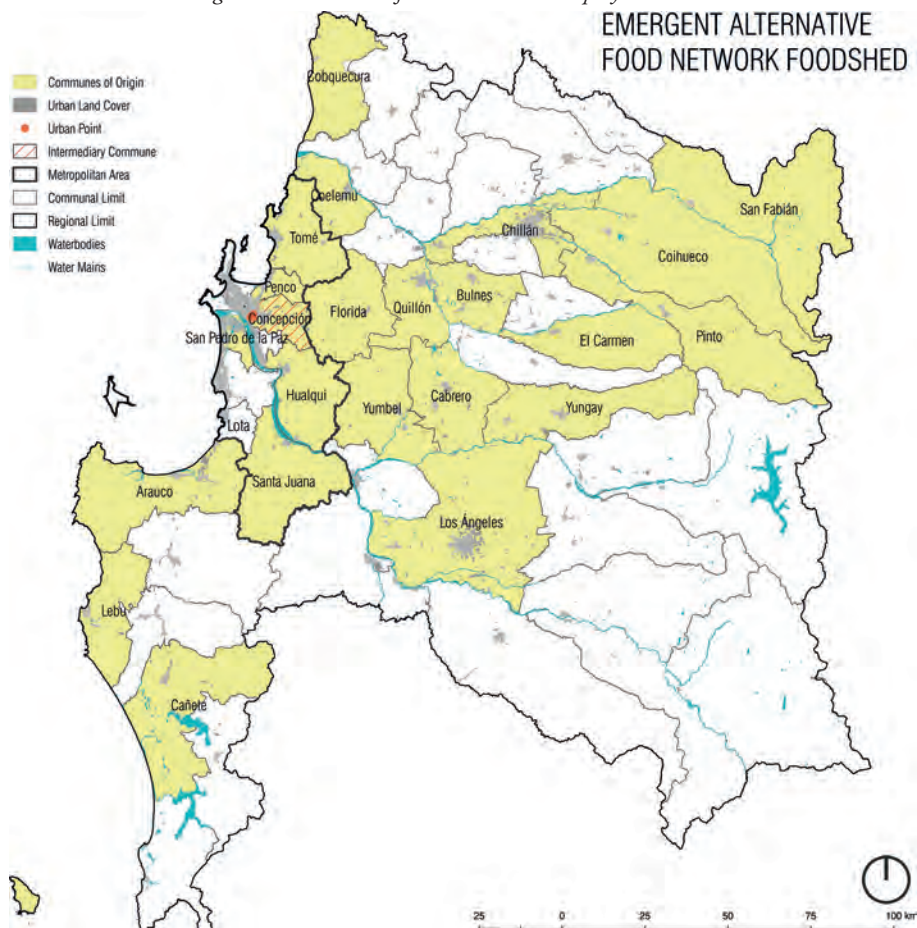 EMERGENT ALTERNATIVE
FOOD NETWORK FOODSHED
Communes of Origin
Urban Land Cover
Urban Point
Intermediary Commune
Metropolitan Area
Communal Limit
Regional Limit
Waterbodies
Water Mains
Cobquecura
Coelemu
Tomé
Penco
Concepción
San Pedro de la Paz
Hualqui
Lota
Santa Juana
Arauco
Lebu
Cañete
Florida
Quillón
Bulnes
Chillán
San Fabián
Coihueco
Pinto
El Carmen
Yungay
Yumbel
Cabrero
Los Ángeles
25 0 25 50 75 100 km